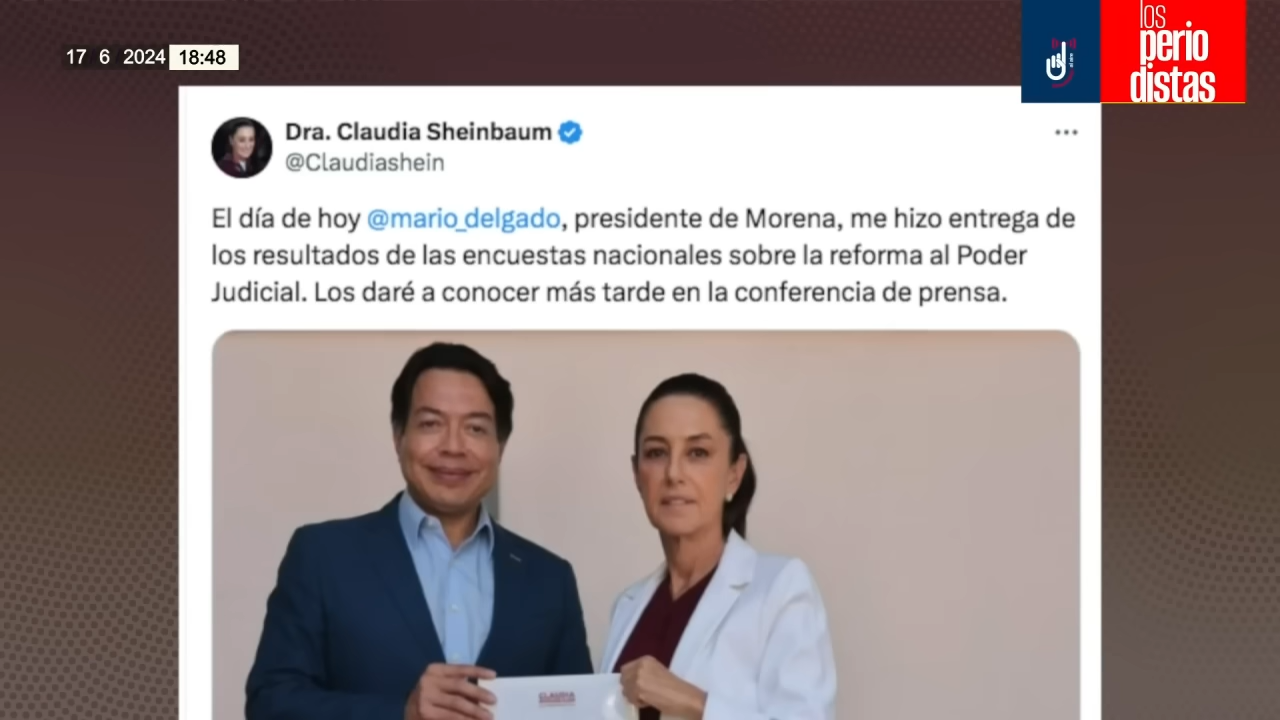 17 6 2024 18:48
los
perio
distas
Dra. Claudia Sheinbaum
@Claudiashein
El día de hoy @mario_delgado, presidente de Morena, me hizo entrega de
los resultados de las encuestas nacionales sobre la reforma al Poder
Judicial. Los daré a conocer más tarde en la conferencia de prensa.
CLAUDIA